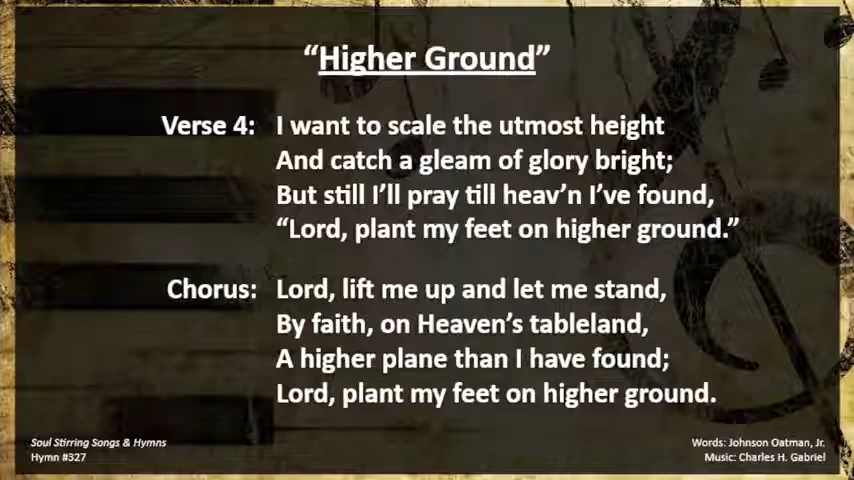 “Higher Ground”
Verse 4: I want to scale the utmost height
And catch a gleam of glory bright;
But still I’ll pray till heav’n I’ve found,
“Lord, plant my feet on higher ground.”
Chorus: Lord, lift me up and let me stand,
By faith, on Heaven’s tableland,
A higher plane than I have found;
Lord, plant my feet on higher ground.
Soul Stirring Songs & Hymns
Hymn #327
Words: Johnson Oatman, Jr.
Music: Charles H. Gabriel